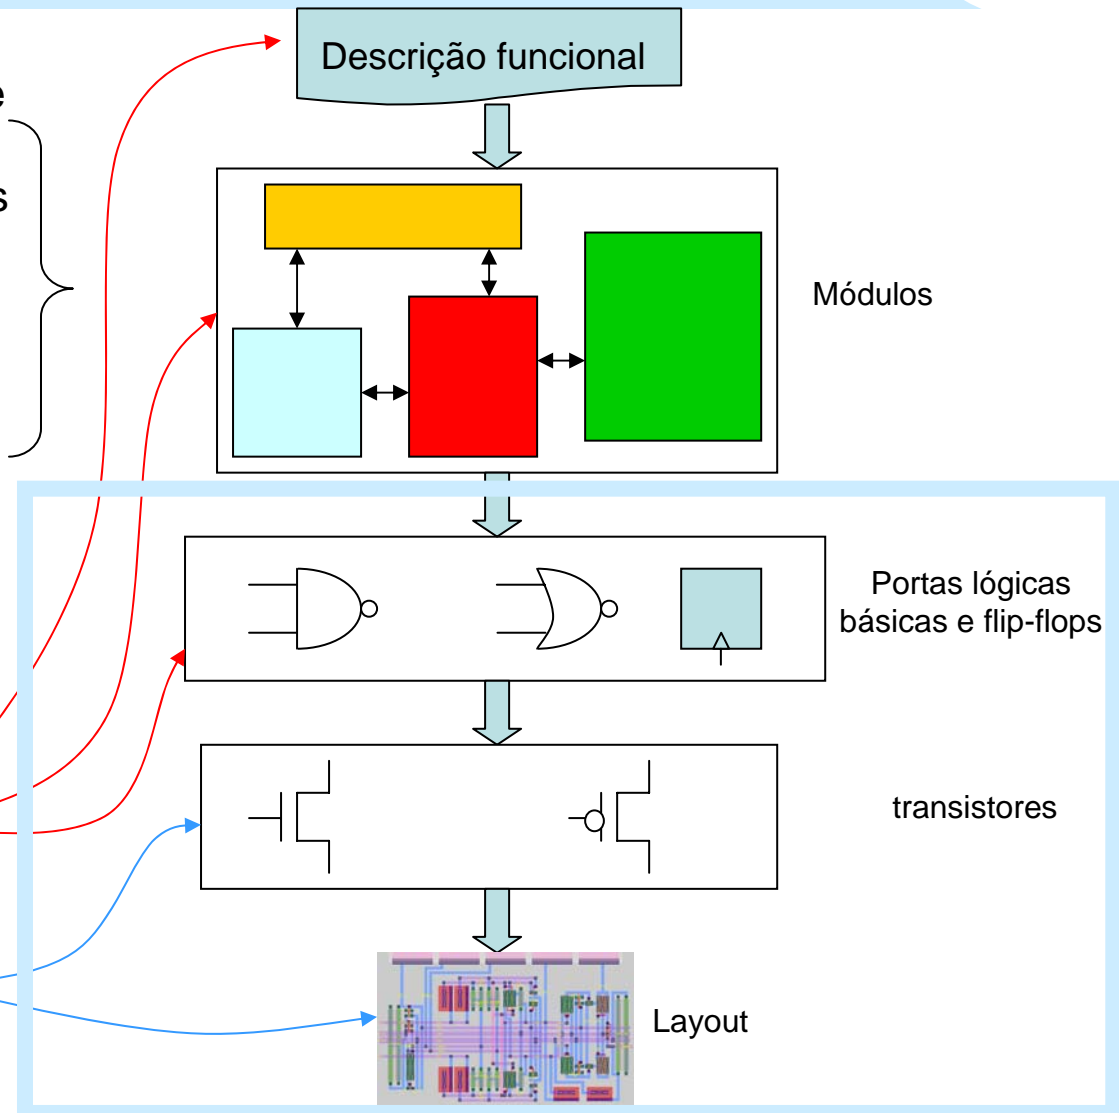 Descrição funcional
e
s
Módulos
Portas lógicas
básicas e flip-flops
transistores
Layout